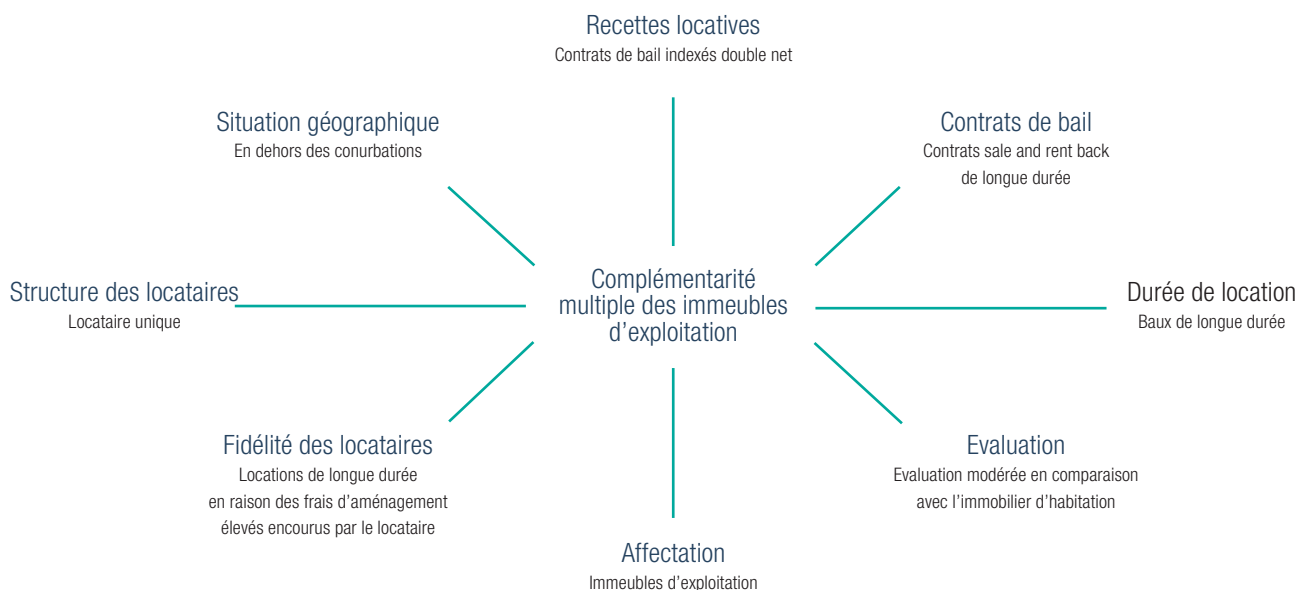 Recettes locatives
Contrats de bail indexés double net
Situation géographique
En dehors des conurbations
Contrats de bail
Contrats sale and rent back
de longue durée
Structure des locataires
Locataire unique
Complémentarité
multiple des immeubles
d’exploitation
Durée de location
Baux de longue durée
Fidélité des locataires
Locations de longue durée
en raison des frais d’aménagement
élevés encourus par le locataire
Evaluation
Evaluation modérée en comparaison
avec l’immobilier d’habitation
Affectation
Immeubles d’exploitation